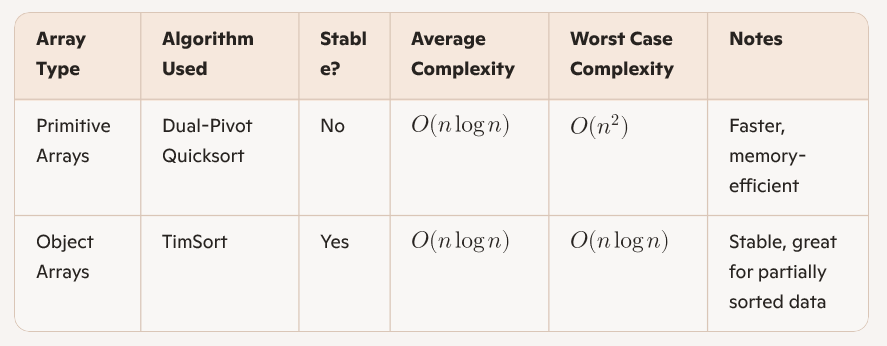 Array Type
Algorithm Used
Stabl
e?
Average Complexity
Worst Case Complexity
Notes
Primitive Arrays
Dual-Pivot Quicksort
No
O(n log n)
O(n²)
Faster,
memory-
efficient
Object Arrays
TimSort
Yes
O(n log n)
O(n log n)
Stable, great
for partially
sorted data